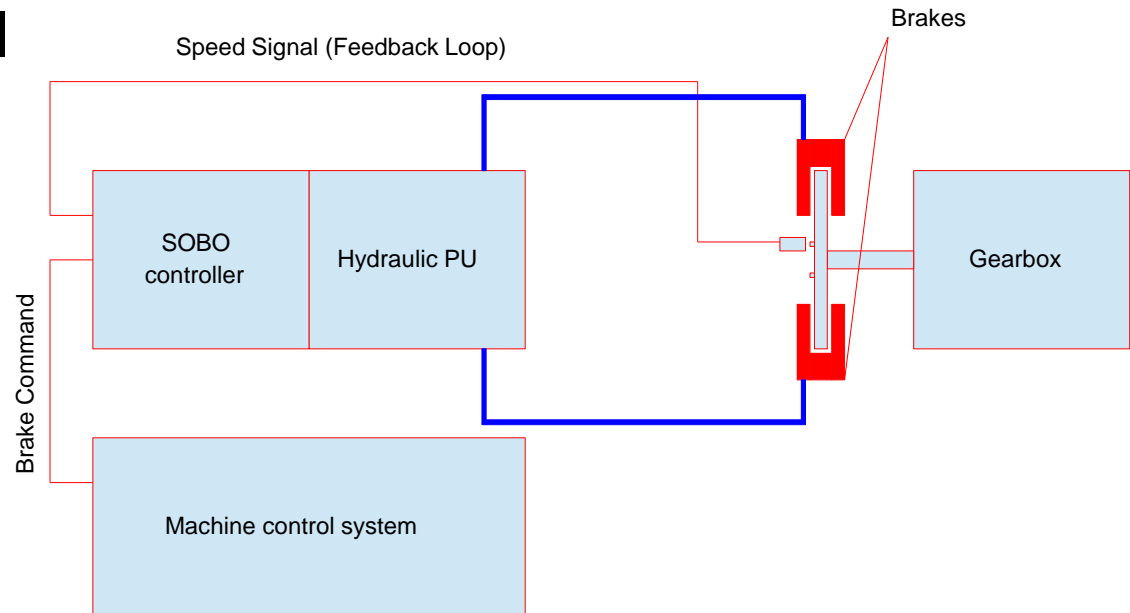 Brakes
Speed Signal (Feedback Loop)
SOBO
controller
Hydraulic PU
Gearbox
Brake Command
Machine control system